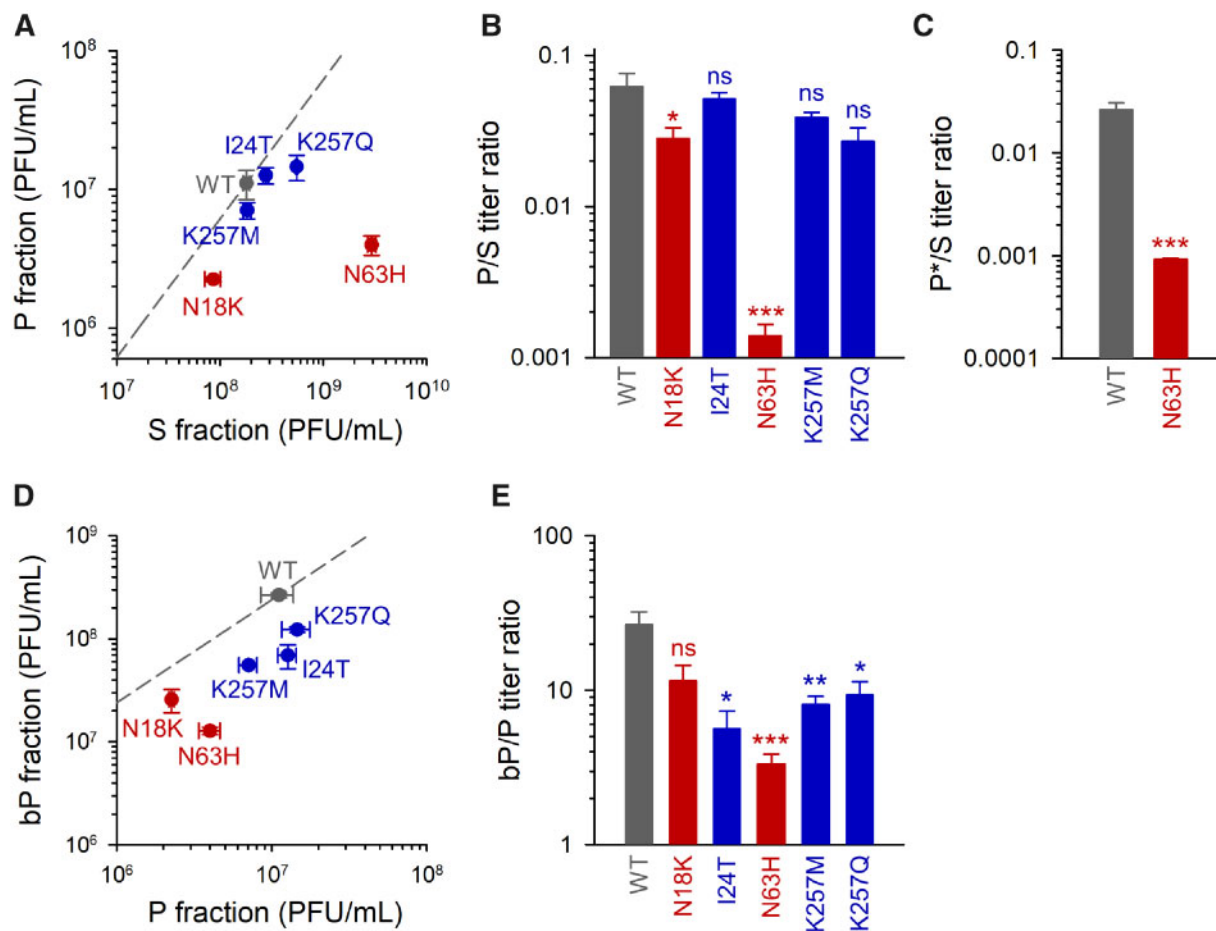 A
P fraction (PFU/mL)
10⁸
10⁷
10⁶
I24T
K257Q
WT
K257M
N63H
N18K
10⁷ 10⁸ 10⁹ 10¹⁰
S fraction (PFU/mL)
B
P/S titer ratio
0.1
0.01
0.001
* ns *** ns ns
WT N18K I24T N63H K257M K257Q
C
P*/S titer ratio
0.1
0.01
0.001
0.0001
***
WT N63H
D
bP fraction (PFU/mL)
10⁹
10⁸
10⁷
10⁶
WT
K257Q
I24T
K257M
N18K
N63H
10⁶ 10⁷ 10⁸
P fraction (PFU/mL)
E
bP/P titer ratio
100
10
1
ns * *** ** *
WT N18K I24T N63H K257M K257Q